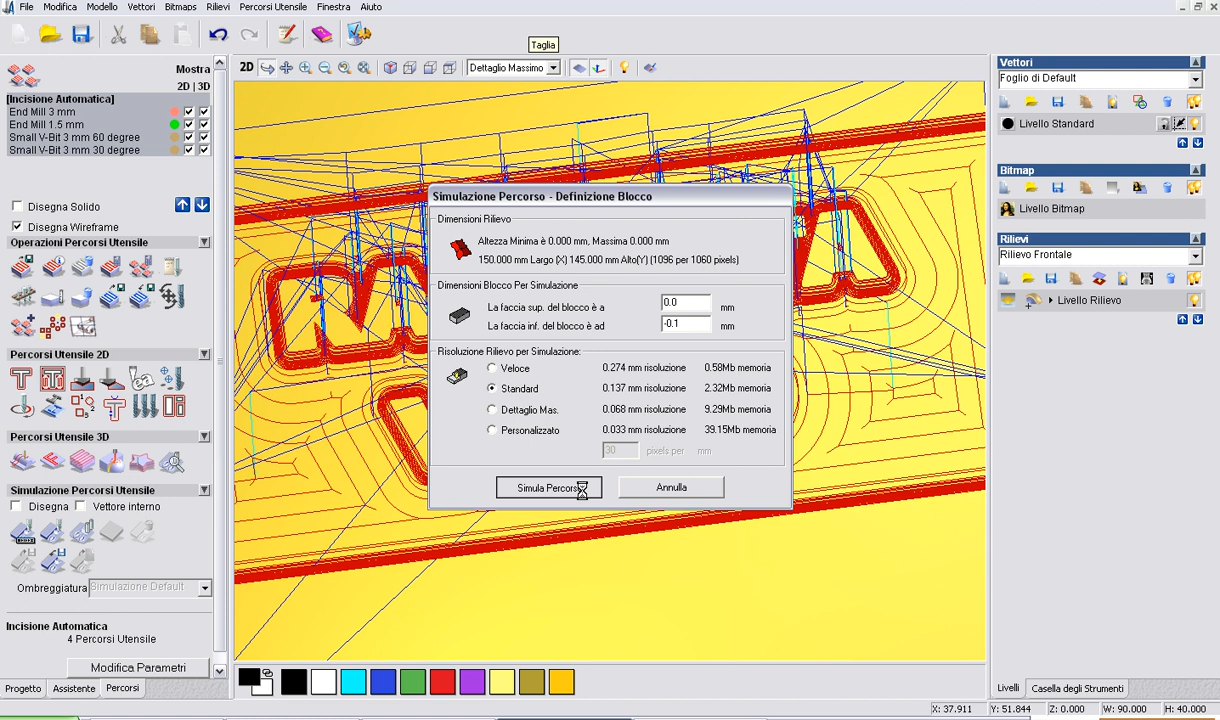 File Modifica Modello Vettori Bitmaps Rilievi Percorsi Utensile Finestra Aiuto
Taglia
2D
Dettaglio Massimo
Mostra
2D | 3D
[Incisione Automatica]
End Mill 3 mm
End Mill 1.5 mm
Small V-Bit 3 mm 60 degree
Small V-Bit 3 mm 30 degree
Disegna Solido
Disegna Wireframe
Operazioni Percorsi Utensile
Percorsi Utensile 2D
Percorsi Utensile 3D
Simulazione Percorsi Utensile
Disegna Vettore interno
Ombreggiatura Simulazione Default
Incisione Automatica
4 Percorsi Utensile
Modifica Parametri
Progetto Assistente Percorsi
Simulazione Percorso - Definizione Blocco
Dimensioni Rilievo
Altezza Minima è 0.000 mm, Massima 0.000 mm
150.000 mm Largo (X) 145.000 mm Alto(Y) (1096 per 1060 pixels)
Dimensioni Blocco Per Simulazione
La faccia sup. del blocco è a 0.0 mm
La faccia inf. del blocco è ad -0.1 mm
Risoluzione Rilievo per Simulazione:
Veloce 0.274 mm risoluzione 0.58Mb memoria
Standard 0.137 mm risoluzione 2.32Mb memoria
Dettaglio Mas. 0.068 mm risoluzione 9.29Mb memoria
Personalizzato 0.033 mm risoluzione 39.15Mb memoria
30 pixels per mm
Simula Percorso Annulla
Vettori
Foglio di Default
Livello Standard
Bitmap
Livello Bitmap
Rilievi
Rilievo Frontale
Livello Rilievo
Livelli Casella degli Strumenti
X: 37.911 Y: 51.844 Z: 0.000 W: 90.000 H: 40.000